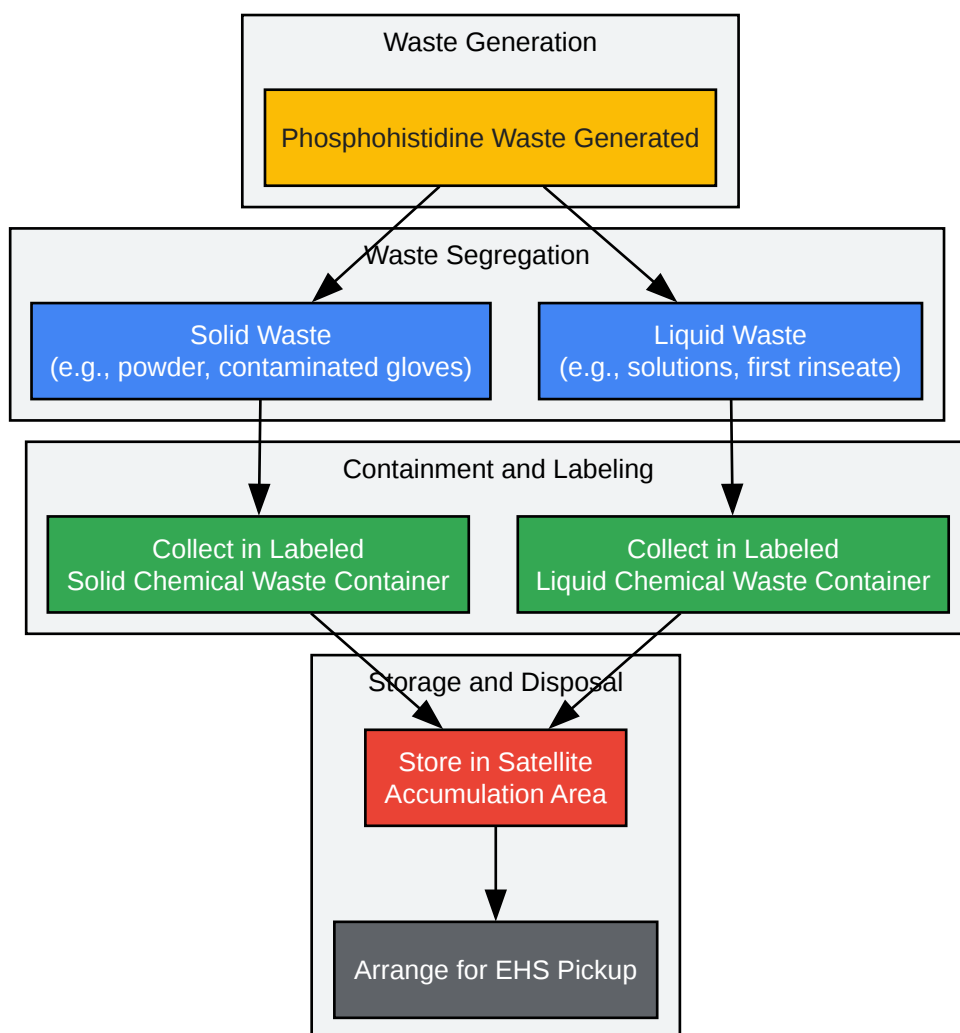 Waste Generation
Phosphohistidine Waste Generated
Waste Segregation
Solid Waste
(e.g., powder, contaminated gloves)
Liquid Waste
(e.g., solutions, first rinseate)
Containment and Labeling
Collect in Labeled
Solid Chemical Waste Container
Collect in Labeled
Liquid Chemical Waste Container
Storage and Disposal
Store in Satellite
Accumulation Area
Arrange for EHS Pickup